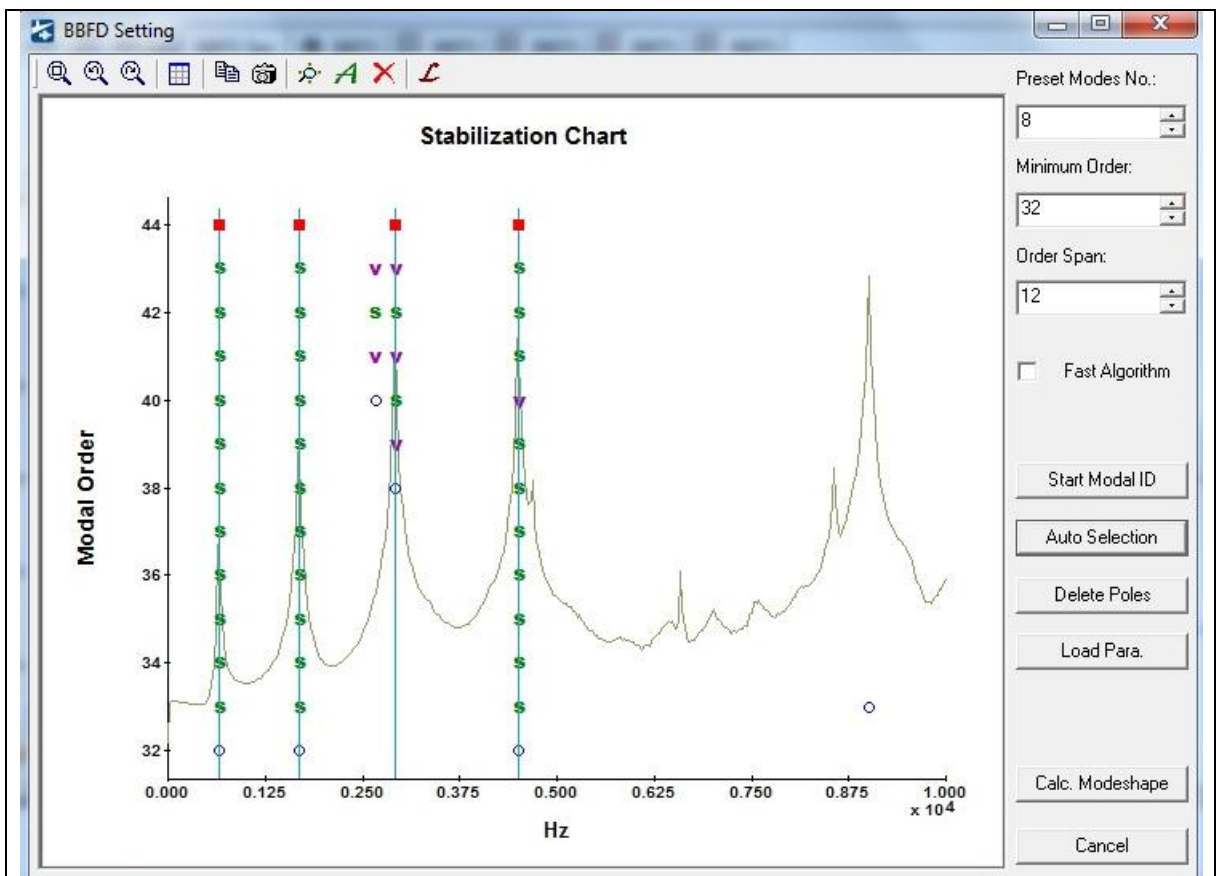 BBFD Setting
Stabilization Chart
Modal Order
44
42
40
38
36
34
32
s s s v v s
s s s s s
s s v v s
s s s v
s s v s
s s s
s s s
s s s
s s s
s s s
s s s
0.000 0.125 0.250 0.375 0.500 0.625 0.750 0.875 1.000
x 10⁴
Hz
Preset Modes No.:
8
Minimum Order:
32
Order Span:
12
Fast Algorithm
Start Modal ID
Auto Selection
Delete Poles
Load Para.
Calc. Modeshape
Cancel